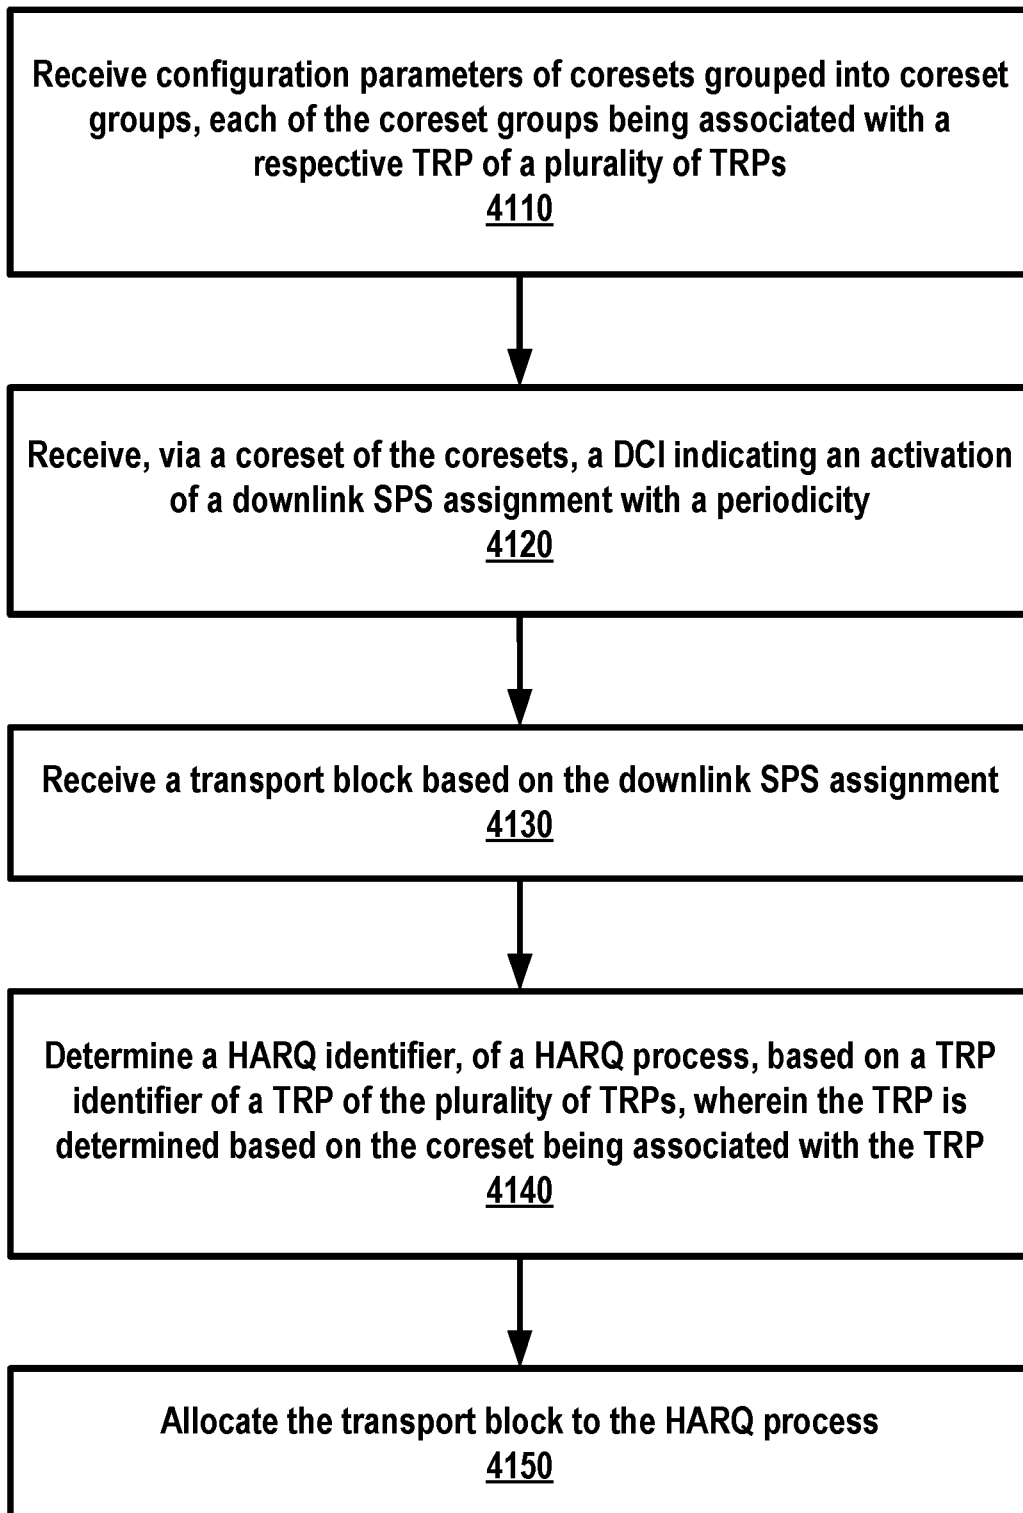 Receive configuration parameters of coresets grouped into coreset
groups, each of the coreset groups being associated with a
respective TRP of a plurality of TRPs
4110
Receive, via a coreset of the coresets, a DCI indicating an activation
of a downlink SPS assignment with a periodicity
4120
Receive a transport block based on the downlink SPS assignment
4130
Determine a HARQ identifier, of a HARQ process, based on a TRP
identifier of a TRP of the plurality of TRPs, wherein the TRP is
determined based on the coreset being associated with the TRP
4140
Allocate the transport block to the HARQ process
4150